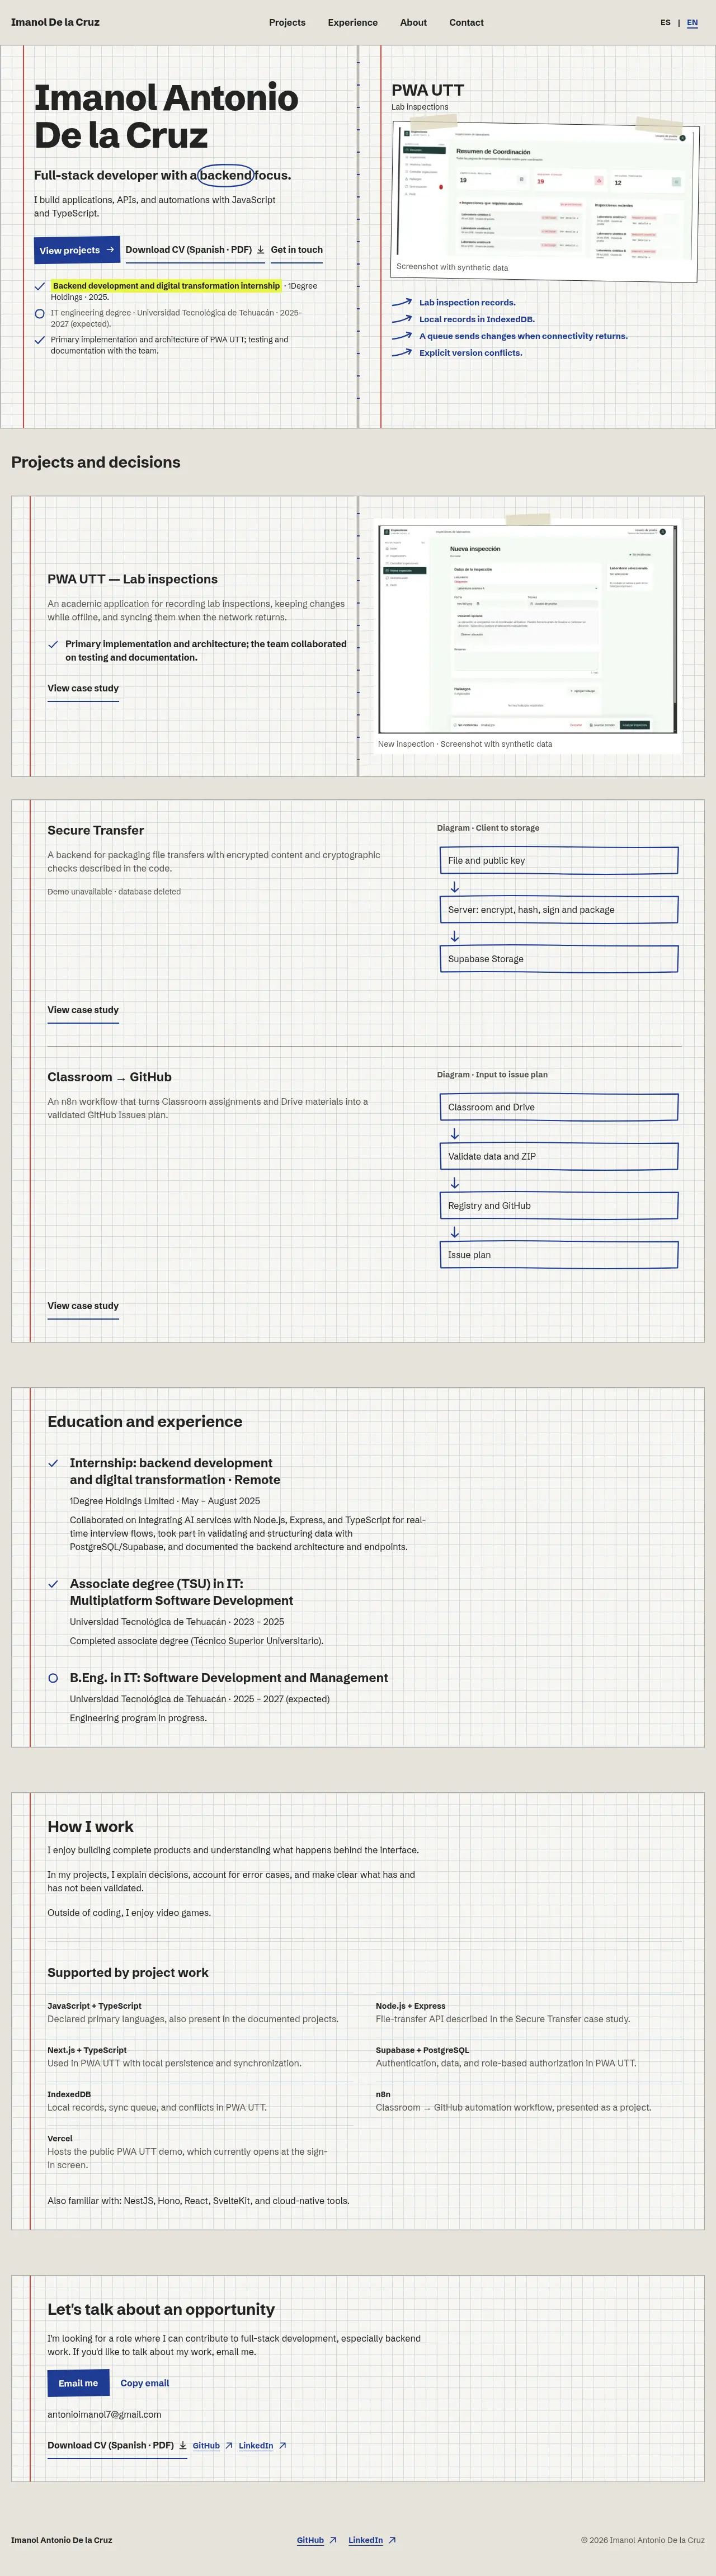 Imanol De la Cruz
Projects
Experience
About
Contact
ES | EN
Imanol Antonio
De la Cruz
Full-stack developer with a backend focus.
I build applications, APIs, and automations with JavaScript
and TypeScript.
View projects →
Download CV (Spanish · PDF)
Get in touch
Backend development and digital transformation internship · 1Degree
Holdings · 2025.
IT engineering degree · Universidad Tecnológica de Tehuacán · 2025–
2027 (expected).
Primary implementation and architecture of PWA UTT; testing and
documentation with the team.
PWA UTT
Lab inspections
Resumen de Coordinación
19
19
12
Screenshot with synthetic data
Lab inspection records.
Local records in IndexedDB.
A queue sends changes when connectivity returns.
Explicit version conflicts.
Projects and decisions
PWA UTT — Lab inspections
An academic application for recording lab inspections, keeping changes
while offline, and syncing them when the network returns.
Primary implementation and architecture; the team collaborated
on testing and documentation.
View case study
Nueva inspección
Datos de la inspección
Hallazgos
New inspection · Screenshot with synthetic data
Secure Transfer
A backend for packaging file transfers with encrypted content and cryptographic
checks described in the code.
Demo unavailable · database deleted
View case study
Diagram · Client to storage
File and public key
↓
Server: encrypt, hash, sign and package
↓
Supabase Storage
Classroom → GitHub
An n8n workflow that turns Classroom assignments and Drive materials into a
validated GitHub Issues plan.
View case study
Diagram · Input to issue plan
Classroom and Drive
↓
Validate data and ZIP
↓
Registry and GitHub
↓
Issue plan
Education and experience
Internship: backend development
and digital transformation · Remote
1Degree Holdings Limited · May – August 2025
Collaborated on integrating AI services with Node.js, Express, and TypeScript for real-
time interview flows, took part in validating and structuring data with
PostgreSQL/Supabase, and documented the backend architecture and endpoints.
Associate degree (TSU) in IT:
Multiplatform Software Development
Universidad Tecnológica de Tehuacán · 2023 – 2025
Completed associate degree (Técnico Superior Universitario).
B.Eng. in IT: Software Development and Management
Universidad Tecnológica de Tehuacán · 2025 – 2027 (expected)
Engineering program in progress.
How I work
I enjoy building complete products and understanding what happens behind the interface.
In my projects, I explain decisions, account for error cases, and make clear what has and
has not been validated.
Outside of coding, I enjoy video games.
Supported by project work
JavaScript + TypeScript
Declared primary languages, also present in the documented projects.
Node.js + Express
File-transfer API described in the Secure Transfer case study.
Next.js + TypeScript
Used in PWA UTT with local persistence and synchronization.
Supabase + PostgreSQL
Authentication, data, and role-based authorization in PWA UTT.
IndexedDB
Local records, sync queue, and conflicts in PWA UTT.
n8n
Classroom → GitHub automation workflow, presented as a project.
Vercel
Hosts the public PWA UTT demo, which currently opens at the sign-
in screen.
Also familiar with: NestJS, Hono, React, SvelteKit, and cloud-native tools.
Let's talk about an opportunity
I'm looking for a role where I can contribute to full-stack development, especially backend
work. If you'd like to talk about my work, email me.
Email me
Copy email
antonioimanol7@gmail.com
Download CV (Spanish · PDF)
GitHub
LinkedIn
Imanol Antonio De la Cruz
GitHub
LinkedIn
© 2026 Imanol Antonio De la Cruz